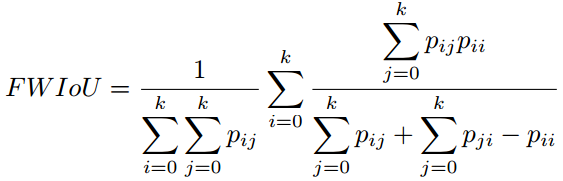 FWIoU = \frac{1}{\sum_{i=0}^{k} \sum_{j=0}^{k} p_{ij}} \sum_{i=0}^{k} \frac{\sum_{j=0}^{k} p_{ij} p_{ii}}{\sum_{j=0}^{k} p_{ij} + \sum_{j=0}^{k} p_{ji} - p_{ii}}